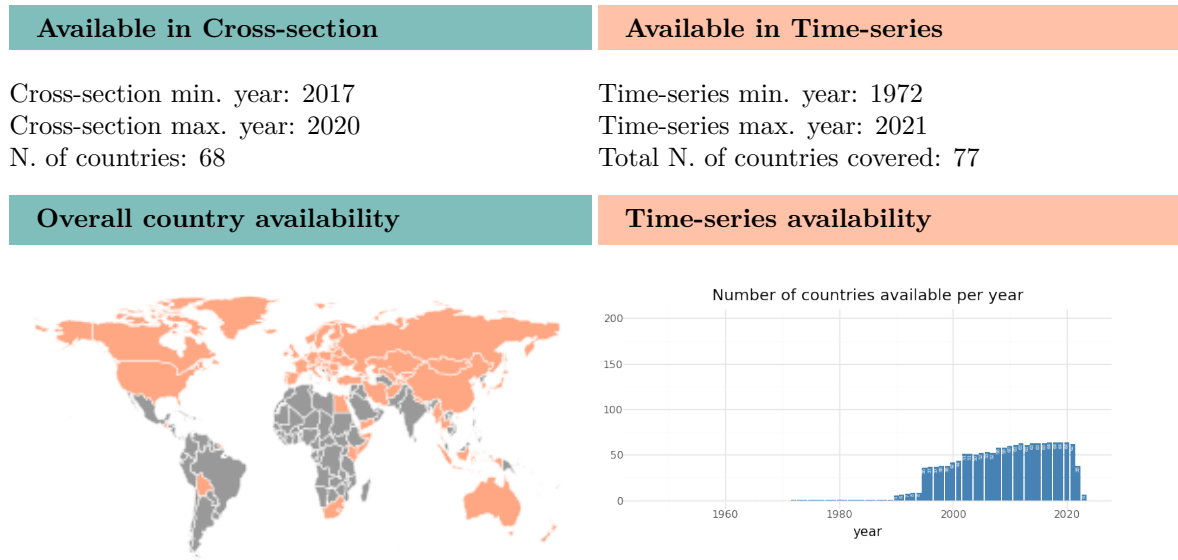 Available in Cross-section
Available in Time-series
Cross-section min. year: 2017
Cross-section max. year: 2020
N. of countries: 68
Time-series min. year: 1972
Time-series max. year: 2021
Total N. of countries covered: 77
Overall country availability
Time-series availability
Number of countries available per year
200
150
100
50
0
1960
1980
2000
2020
year